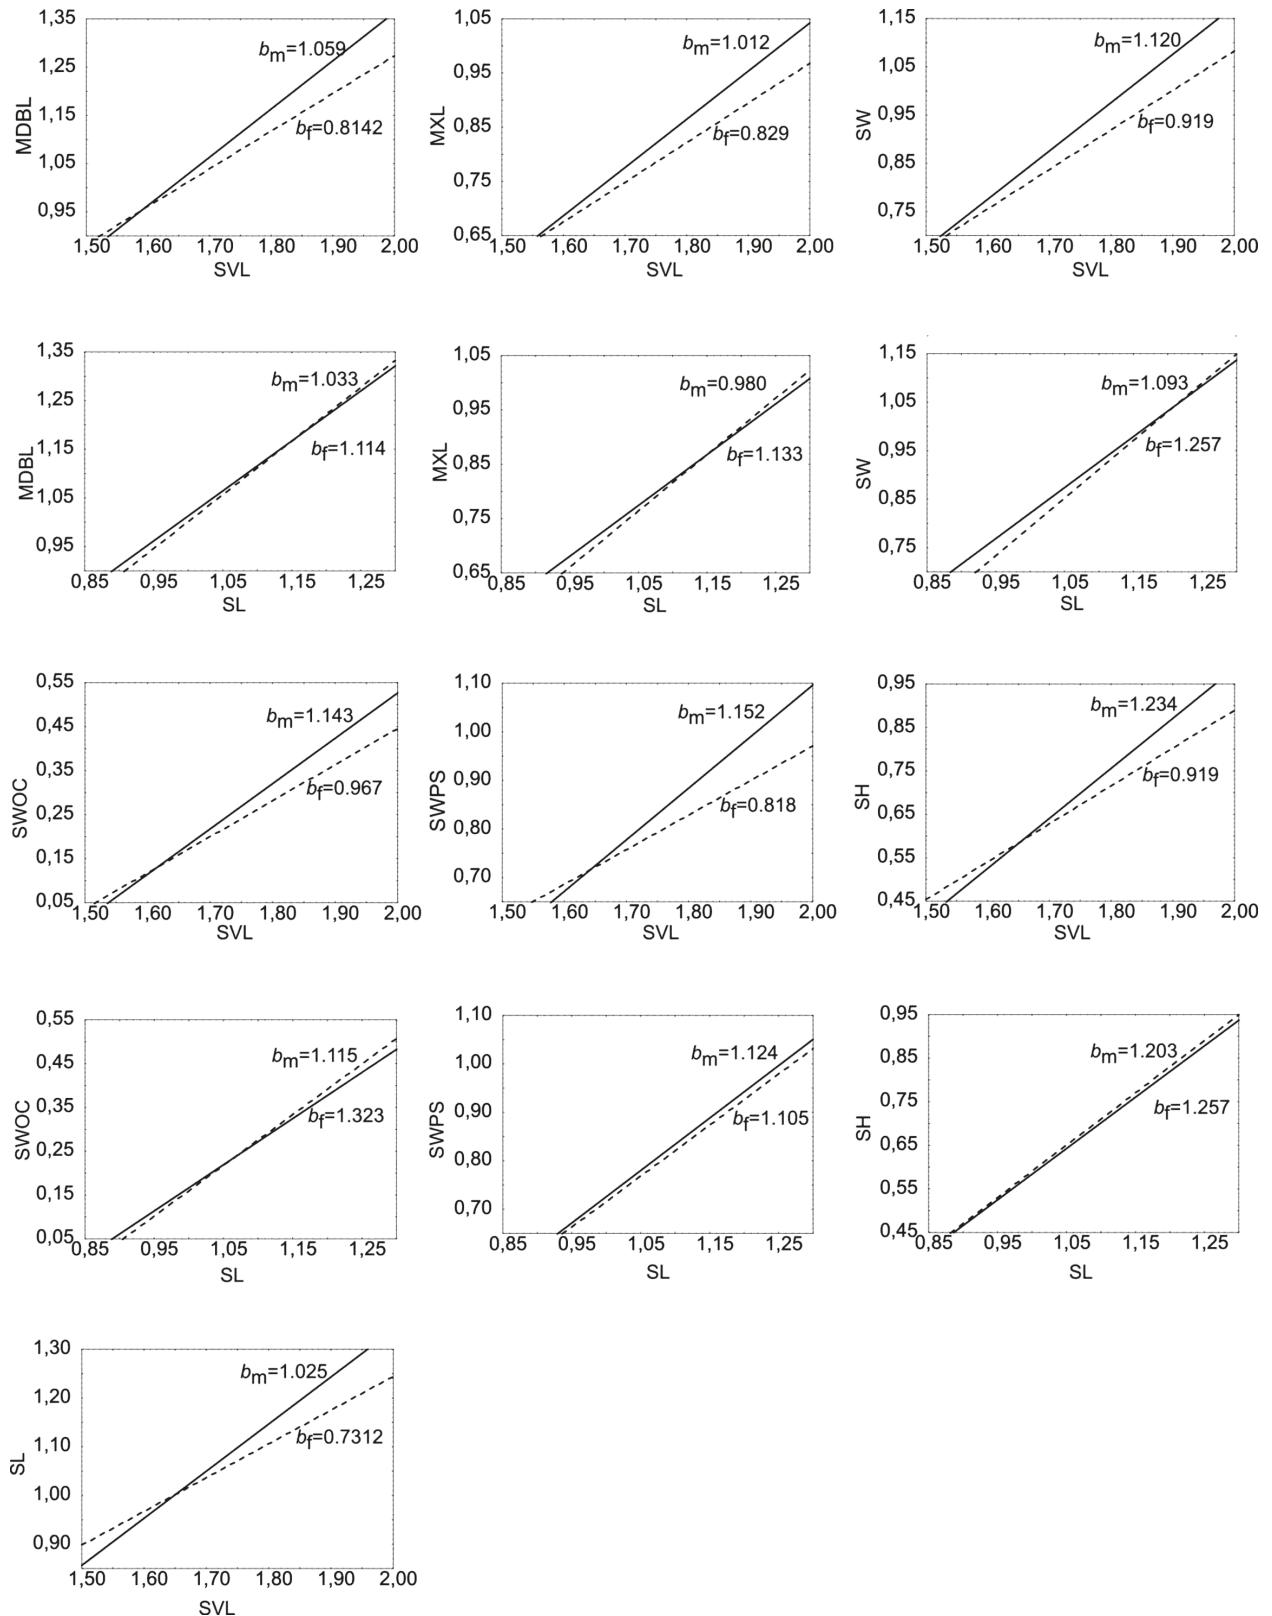 1,35
1,25
1,15
1,05
0,95
MDBL
bm=1.059
bf=0.8142
1,50 1,60 1,70 1,80 1,90 2,00
SVL
1,05
0,95
0,85
0,75
0,65
MXL
bm=1.012
bf=0.829
1,50 1,60 1,70 1,80 1,90 2,00
SVL
1,15
1,05
0,95
0,85
0,75
SW
bm=1.120
bf=0.919
1,50 1,60 1,70 1,80 1,90 2,00
SVL
1,35
1,25
1,15
1,05
0,95
MDBL
bm=1.033
bf=1.114
0,85 0,95 1,05 1,15 1,25
SL
1,05
0,95
0,85
0,75
0,65
MXL
bm=0.980
bf=1.133
0,85 0,95 1,05 1,15 1,25
SL
1,15
1,05
0,95
0,85
0,75
SW
bm=1.093
bf=1.257
0,85 0,95 1,05 1,15 1,25
SL
0,55
0,45
0,35
0,25
0,15
0,05
SWOC
bm=1.143
bf=0.967
1,50 1,60 1,70 1,80 1,90 2,00
SVL
1,10
1,00
0,90
0,80
0,70
SWPS
bm=1.152
bf=0.818
1,50 1,60 1,70 1,80 1,90 2,00
SVL
0,95
0,85
0,75
0,65
0,55
0,45
SH
bm=1.234
bf=0.919
1,50 1,60 1,70 1,80 1,90 2,00
SVL
0,55
0,45
0,35
0,25
0,15
0,05
SWOC
bm=1.115
bf=1.323
0,85 0,95 1,05 1,15 1,25
SL
1,10
1,00
0,90
0,80
0,70
SWPS
bm=1.124
bf=1.105
0,85 0,95 1,05 1,15 1,25
SL
0,95
0,85
0,75
0,65
0,55
0,45
SH
bm=1.203
bf=1.257
0,85 0,95 1,05 1,15 1,25
SL
1,30
1,20
1,10
1,00
0,90
SL
bm=1.025
bf=0.7312
1,50 1,60 1,70 1,80 1,90 2,00
SVL